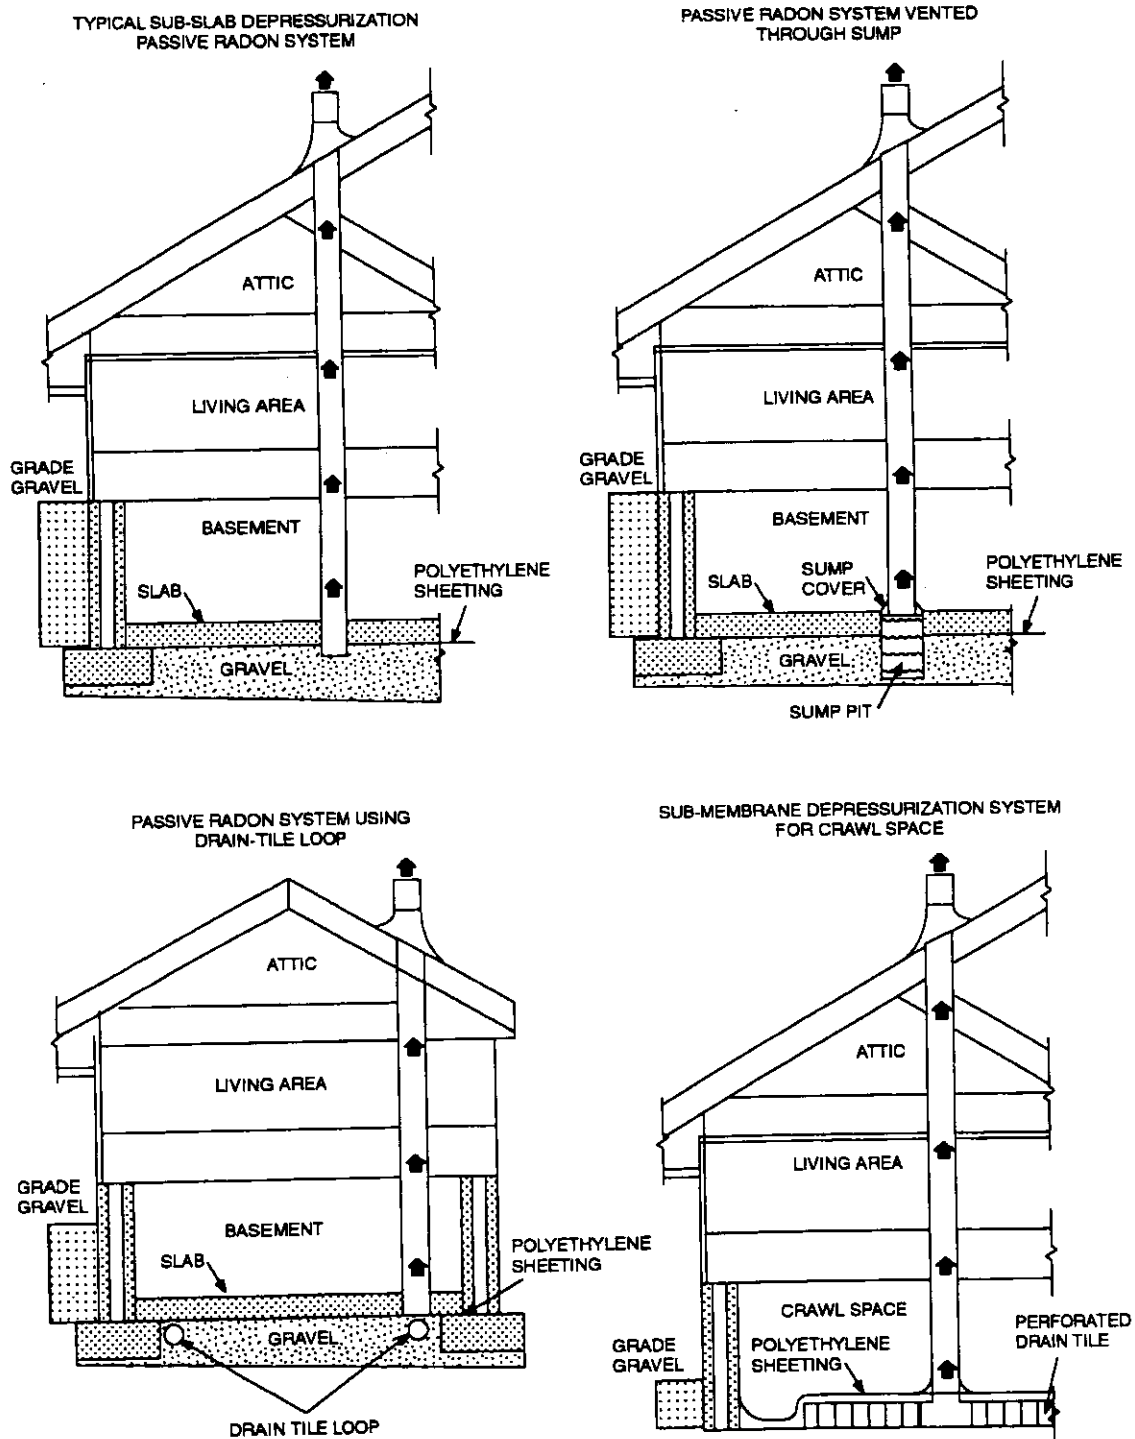 TYPICAL SUB-SLAB DEPRESSURIZATION
PASSIVE RADON SYSTEM
ATTIC
LIVING AREA
GRADE
GRAVEL
BASEMENT
POLYETHYLENE
SHEETING
SLAB
GRAVEL
PASSIVE RADON SYSTEM VENTED
THROUGH SUMP
ATTIC
LIVING AREA
GRADE
GRAVEL
BASEMENT
SUMP
COVER
POLYETHYLENE
SHEETING
SLAB
GRAVEL
SUMP PIT
PASSIVE RADON SYSTEM USING
DRAIN-TILE LOOP
ATTIC
LIVING AREA
GRADE
GRAVEL
BASEMENT
POLYETHYLENE
SHEETING
SLAB
GRAVEL
DRAIN TILE LOOP
SUB-MEMBRANE DEPRESSURIZATION SYSTEM
FOR CRAWL SPACE
ATTIC
LIVING AREA
CRAWL SPACE
PERFORATED
DRAIN TILE
GRADE
GRAVEL
POLYETHYLENE
SHEETING